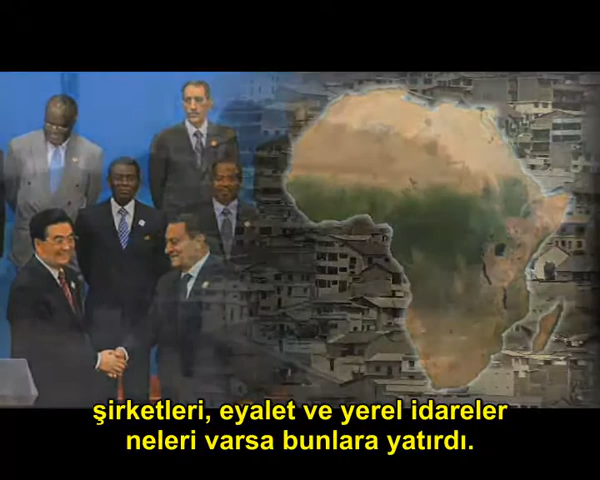 şirketleri, eyalet ve yerel idareler
neleri varsa bunlara yatırdı.